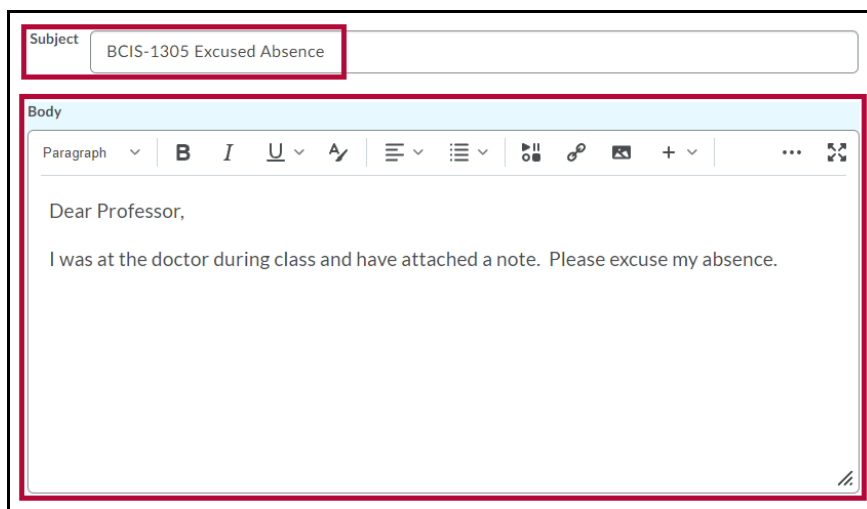 Subject
BCIS-1305 Excused Absence
Body
Paragraph
Dear Professor,
I was at the doctor during class and have attached a note.  Please excuse my absence.